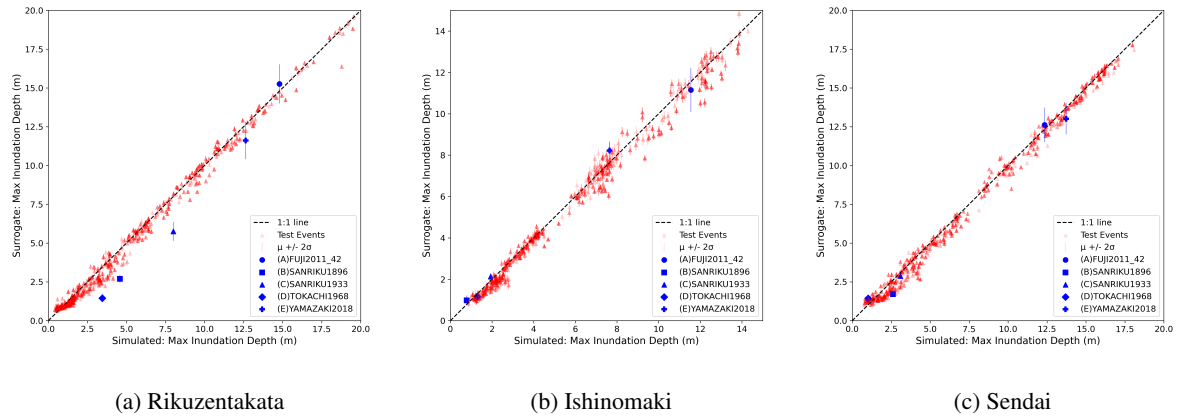 20.0
17.5
15.0
12.5
10.0
7.5
5.0
2.5
0.0
Surrogate: Max Inundation Depth (m)
1:1 line
Test Events
μ +/- 2σ
(A)FUJI2011_42
(B)SANRIKU1896
(C)SANRIKU1933
(D)TOKACHI1968
(E)YAMAZAKI2018
0.0 2.5 5.0 7.5 10.0 12.5 15.0 17.5 20.0
Simulated: Max Inundation Depth (m)
(a) Rikuzentakata
14
12
10
8
6
4
2
0
Surrogate: Max Inundation Depth (m)
1:1 line
Test Events
μ +/- 2σ
(A)FUJI2011_42
(B)SANRIKU1896
(C)SANRIKU1933
(D)TOKACHI1968
(E)YAMAZAKI2018
0 2 4 6 8 10 12 14
Simulated: Max Inundation Depth (m)
(b) Ishinomaki
20.0
17.5
15.0
12.5
10.0
7.5
5.0
2.5
0.0
Surrogate: Max Inundation Depth (m)
1:1 line
Test Events
μ +/- 2σ
(A)FUJI2011_42
(B)SANRIKU1896
(C)SANRIKU1933
(D)TOKACHI1968
(E)YAMAZAKI2018
0.0 2.5 5.0 7.5 10.0 12.5 15.0 17.5 20.0
Simulated: Max Inundation Depth (m)
(c) Sendai